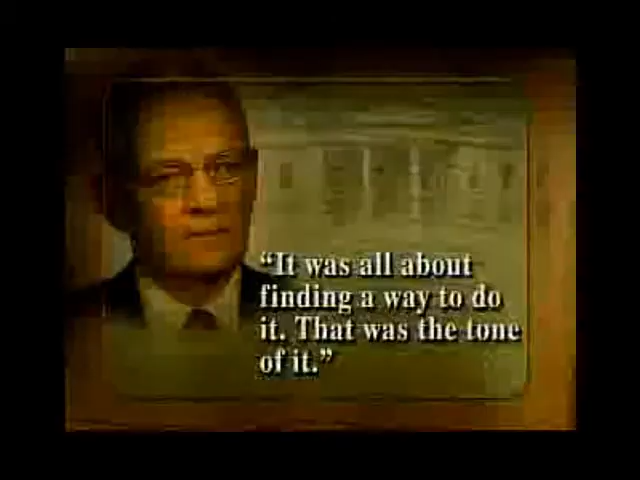 “It was all about
finding a way to do
it. That was the tone
of it.”